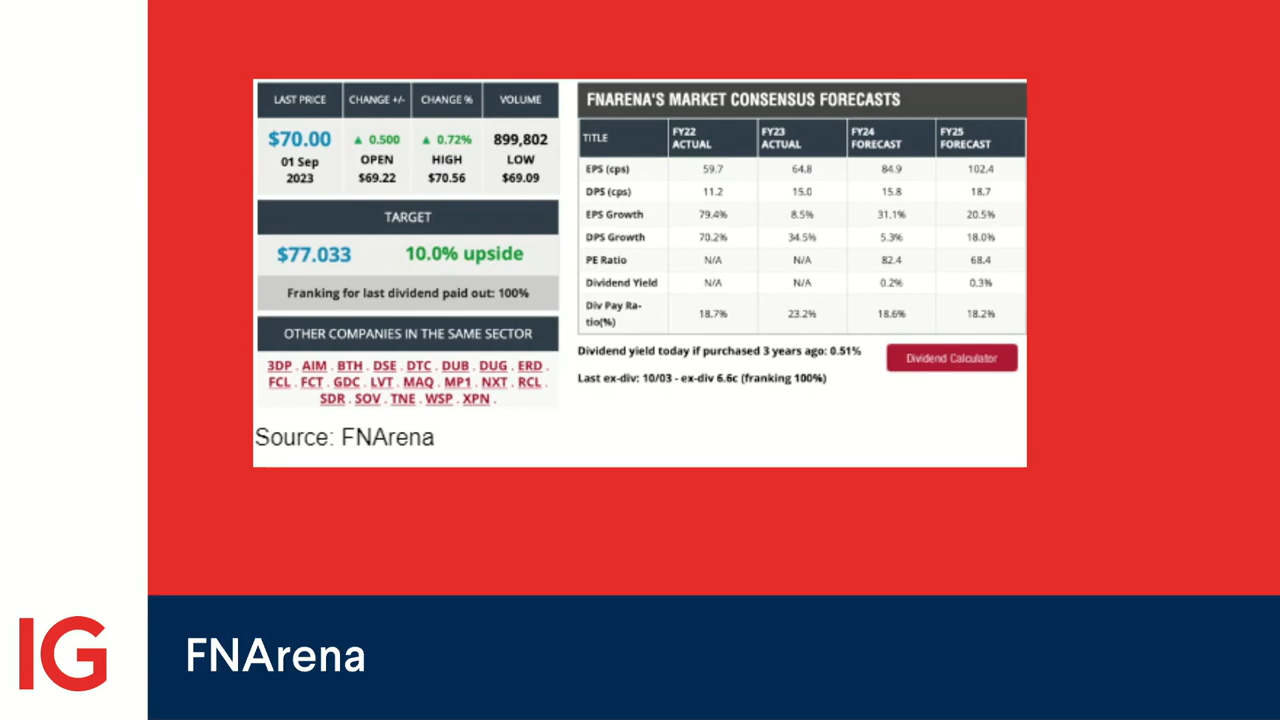 LAST PRICE CHANGE +/- CHANGE % VOLUME
$70.00 ▲ 0.500 ▲ 0.72% 899,802
01 Sep 2023 OPEN HIGH LOW
$69.22 $70.56 $69.09
TARGET
$77.033 10.0% upside
Franking for last dividend paid out: 100%
OTHER COMPANIES IN THE SAME SECTOR
3DP . AIM . BTH . DSE . DTC . DUB . DUG . ERD .
FCL . FCT . GDC . LVT . MAQ . MP1 . NXT . RCL .
SDR . SOV . TNE . WSP . XPN .
FNARENA'S MARKET CONSENSUS FORECASTS
TITLE FY22 ACTUAL FY23 ACTUAL FY24 FORECAST FY25 FORECAST
EPS (cps) 59.7 64.8 84.9 102.4
DPS (cps) 11.2 15.0 15.8 18.7
EPS Growth 79.4% 8.5% 31.1% 20.5%
DPS Growth 70.2% 34.5% 5.3% 18.0%
PE Ratio N/A N/A 82.4 68.4
Dividend Yield N/A N/A 0.2% 0.3%
Div Pay Ra-
tio(%) 18.7% 23.2% 18.6% 18.2%
Dividend yield today if purchased 3 years ago: 0.51%
Dividend Calculator
Last ex-div: 10/03 - ex-div 6.6c (franking 100%)
Source: FNArena
IG
FNArena